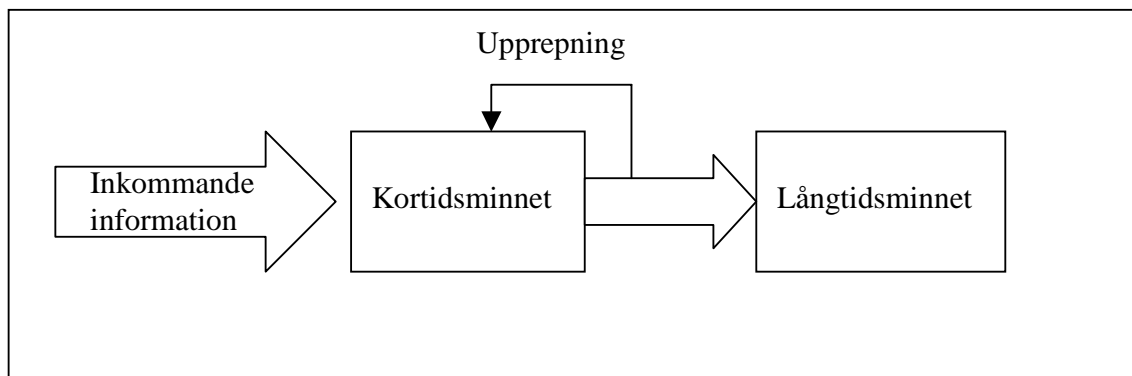 Upprepning
Inkommande
information
Kortidsminnet
Långtidsminnet